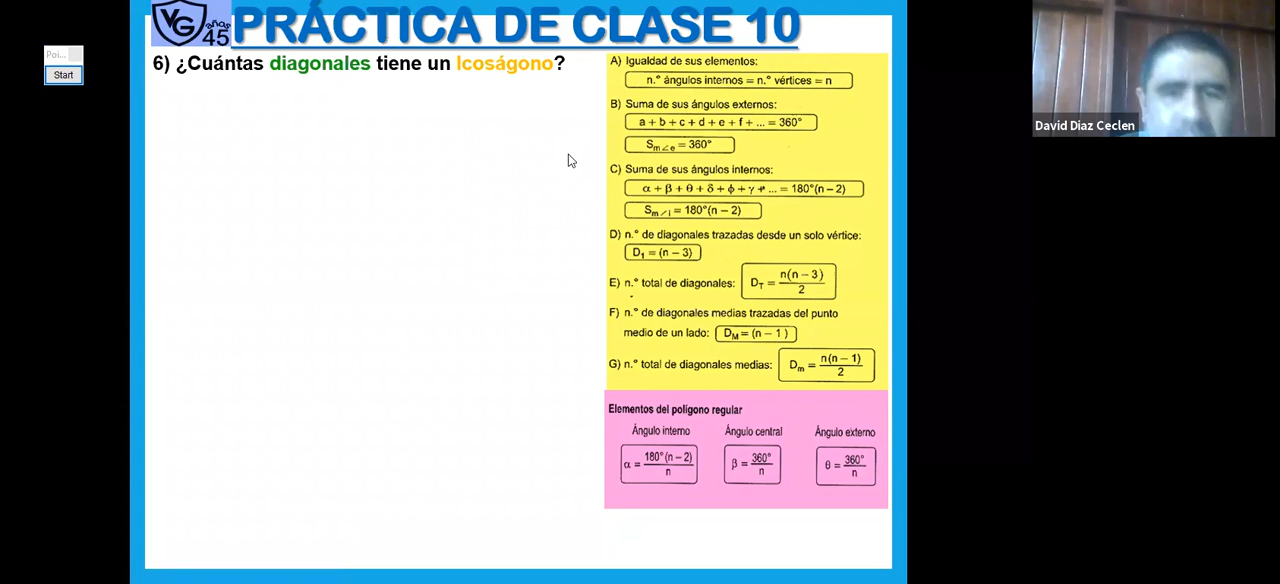 VG
años
45
PRÁCTICA DE CLASE 10
Poi...
Start
6) ¿Cuántas diagonales tiene un Icoságono?
A) Igualdad de sus elementos:
n.° ángulos internos = n.° vértices = n
B) Suma de sus ángulos externos:
a + b + c + d + e + f + ... = 360°
Sm∠e = 360°
C) Suma de sus ángulos internos:
α + β + θ + δ + ϕ + γ + ... = 180°(n – 2)
Sm∠i = 180°(n – 2)
D) n.° de diagonales trazadas desde un solo vértice:
D₁ = (n – 3)
E) n.° total de diagonales: D_T = n(n – 3)/2
F) n.° de diagonales medias trazadas del punto
medio de un lado: D_M = (n – 1 )
G) n.° total de diagonales medias: D_m = n(n – 1)/2
Elementos del polígono regular
Ángulo interno Ángulo central Ángulo externo
α = 180°(n – 2)/n β = 360°/n θ = 360°/n
David Diaz Ceclen